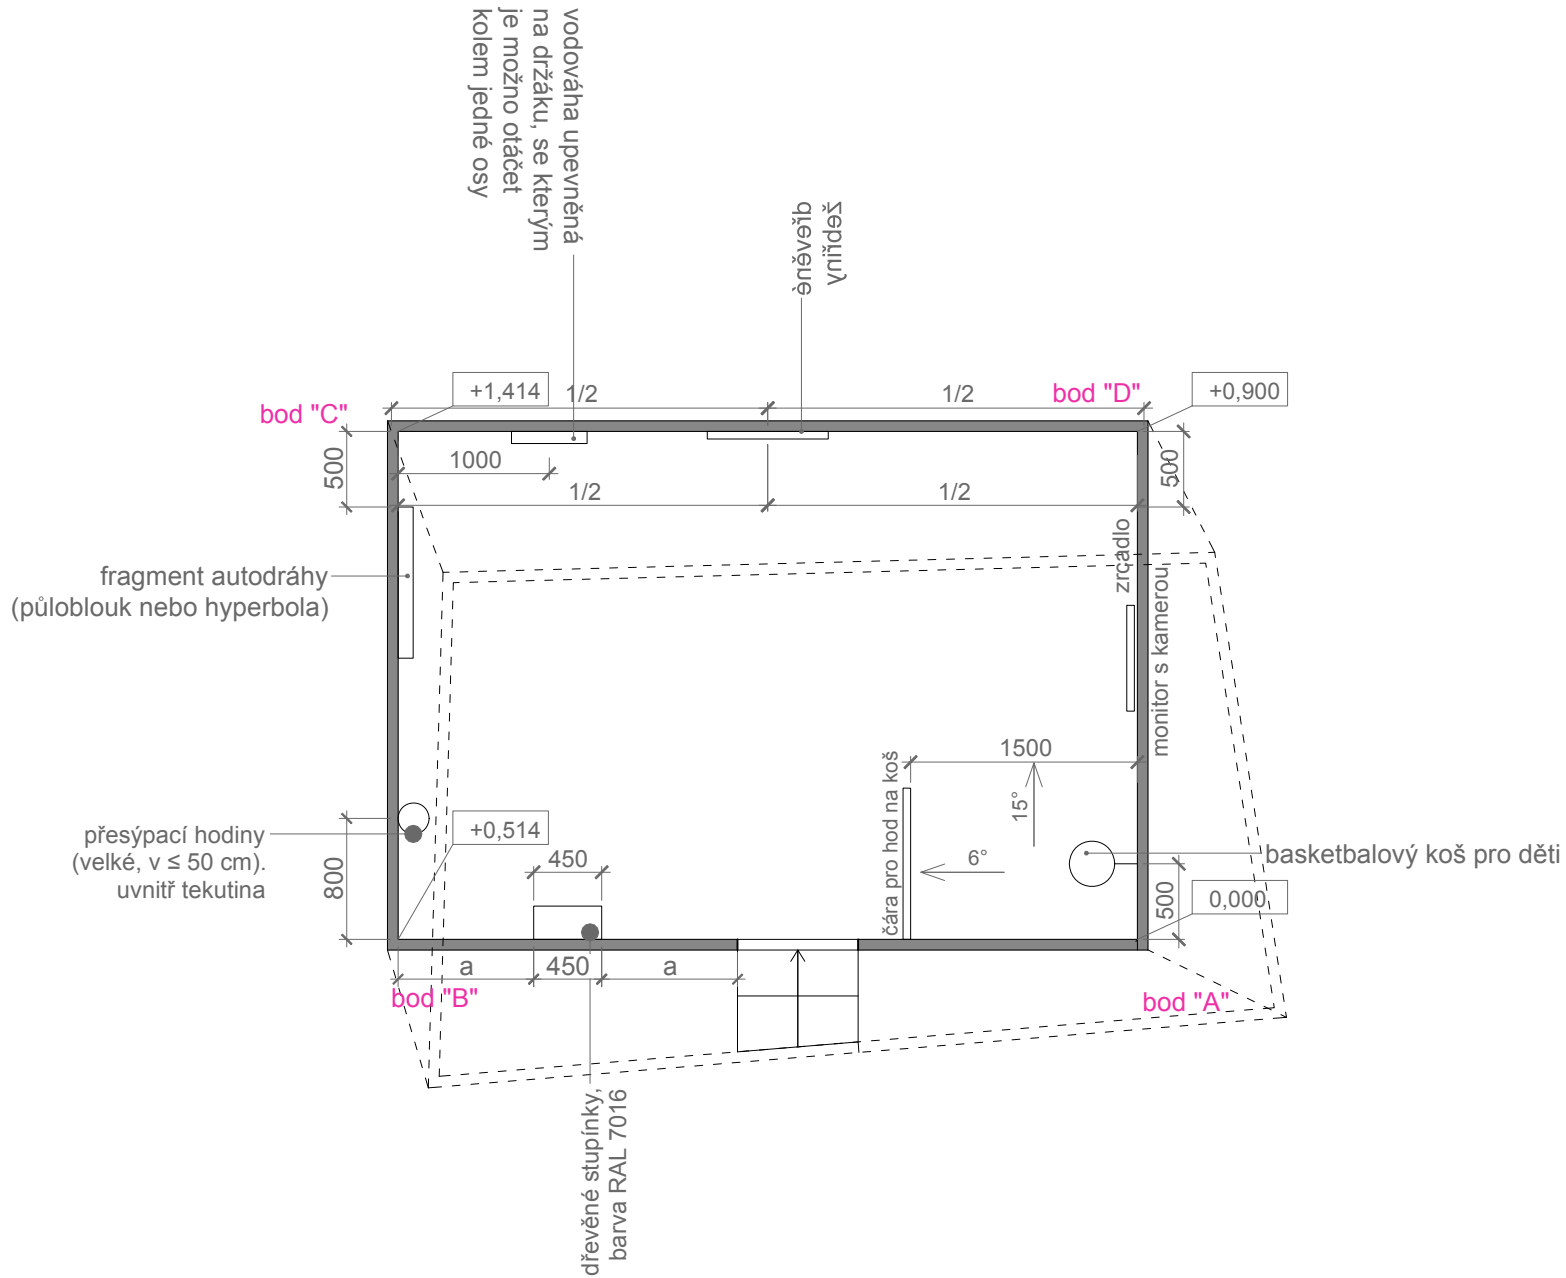 vodováha upevněná
na držáku, se kterým
je možno otáčet
kolem jedné osy
žebřiny
dřevěné
+1,414
1/2
1/2
bod "D"
+0,900
bod "C"
500
1000
500
1/2
1/2
zrcadlo
fragment autodráhy
(půloblouk nebo hyperbola)
monitor s kamerou
1500
15°
čára pro hod na koš
6°
přesýpací hodiny
(velké, v ≤ 50 cm).
uvnitř tekutina
800
+0,514
450
basketbalový koš pro děti
500
0,000
a
450
a
bod "B"
bod "A"
dřevěné stupínky,
barva RAL 7016